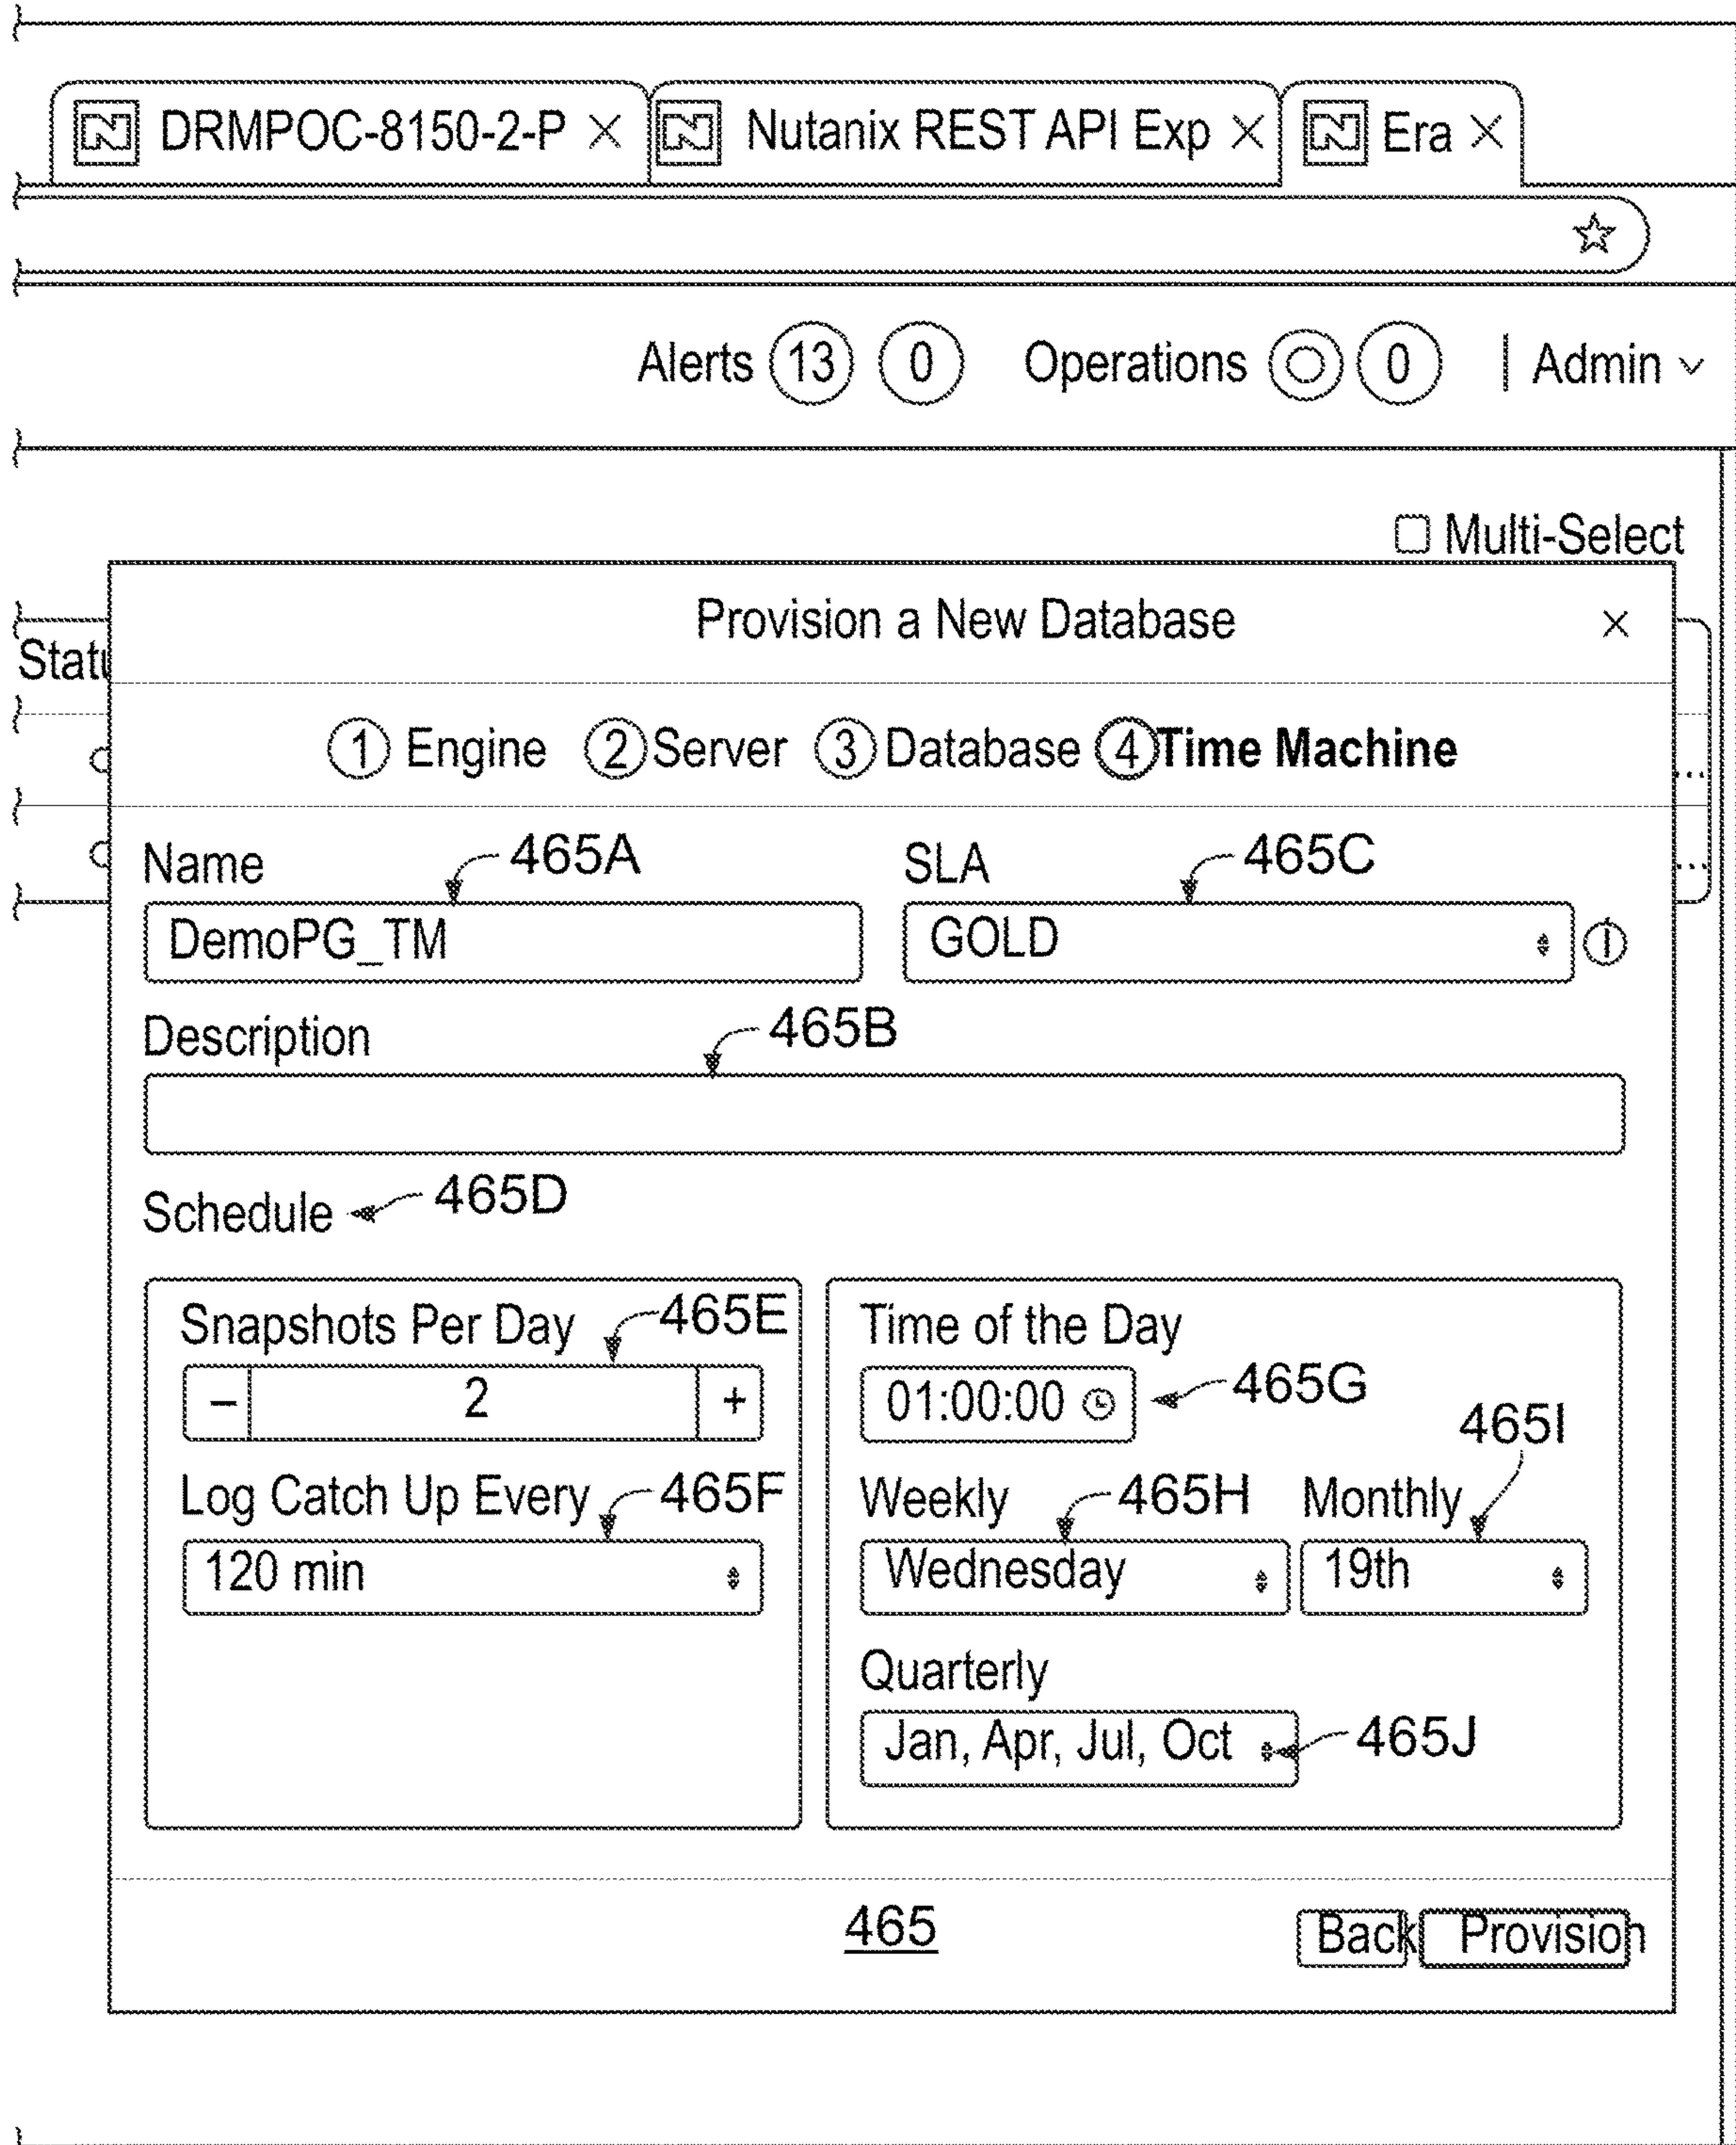 DRMPOC-8150-2-P × Nutanix REST API Exp × Era ×
Alerts 13 0 Operations 0 | Admin
Multi-Select
Provision a New Database ×
1 Engine 2 Server 3 Database 4 Time Machine
Name 465A SLA 465C
DemoPG_TM GOLD
Description 465B
Schedule 465D
Snapshots Per Day 465E Time of the Day
– 2 + 01:00:00 465G
465I
Log Catch Up Every 465F Weekly 465H Monthly
120 min Wednesday 19th
Quarterly
Jan, Apr, Jul, Oct 465J
465 Back Provision